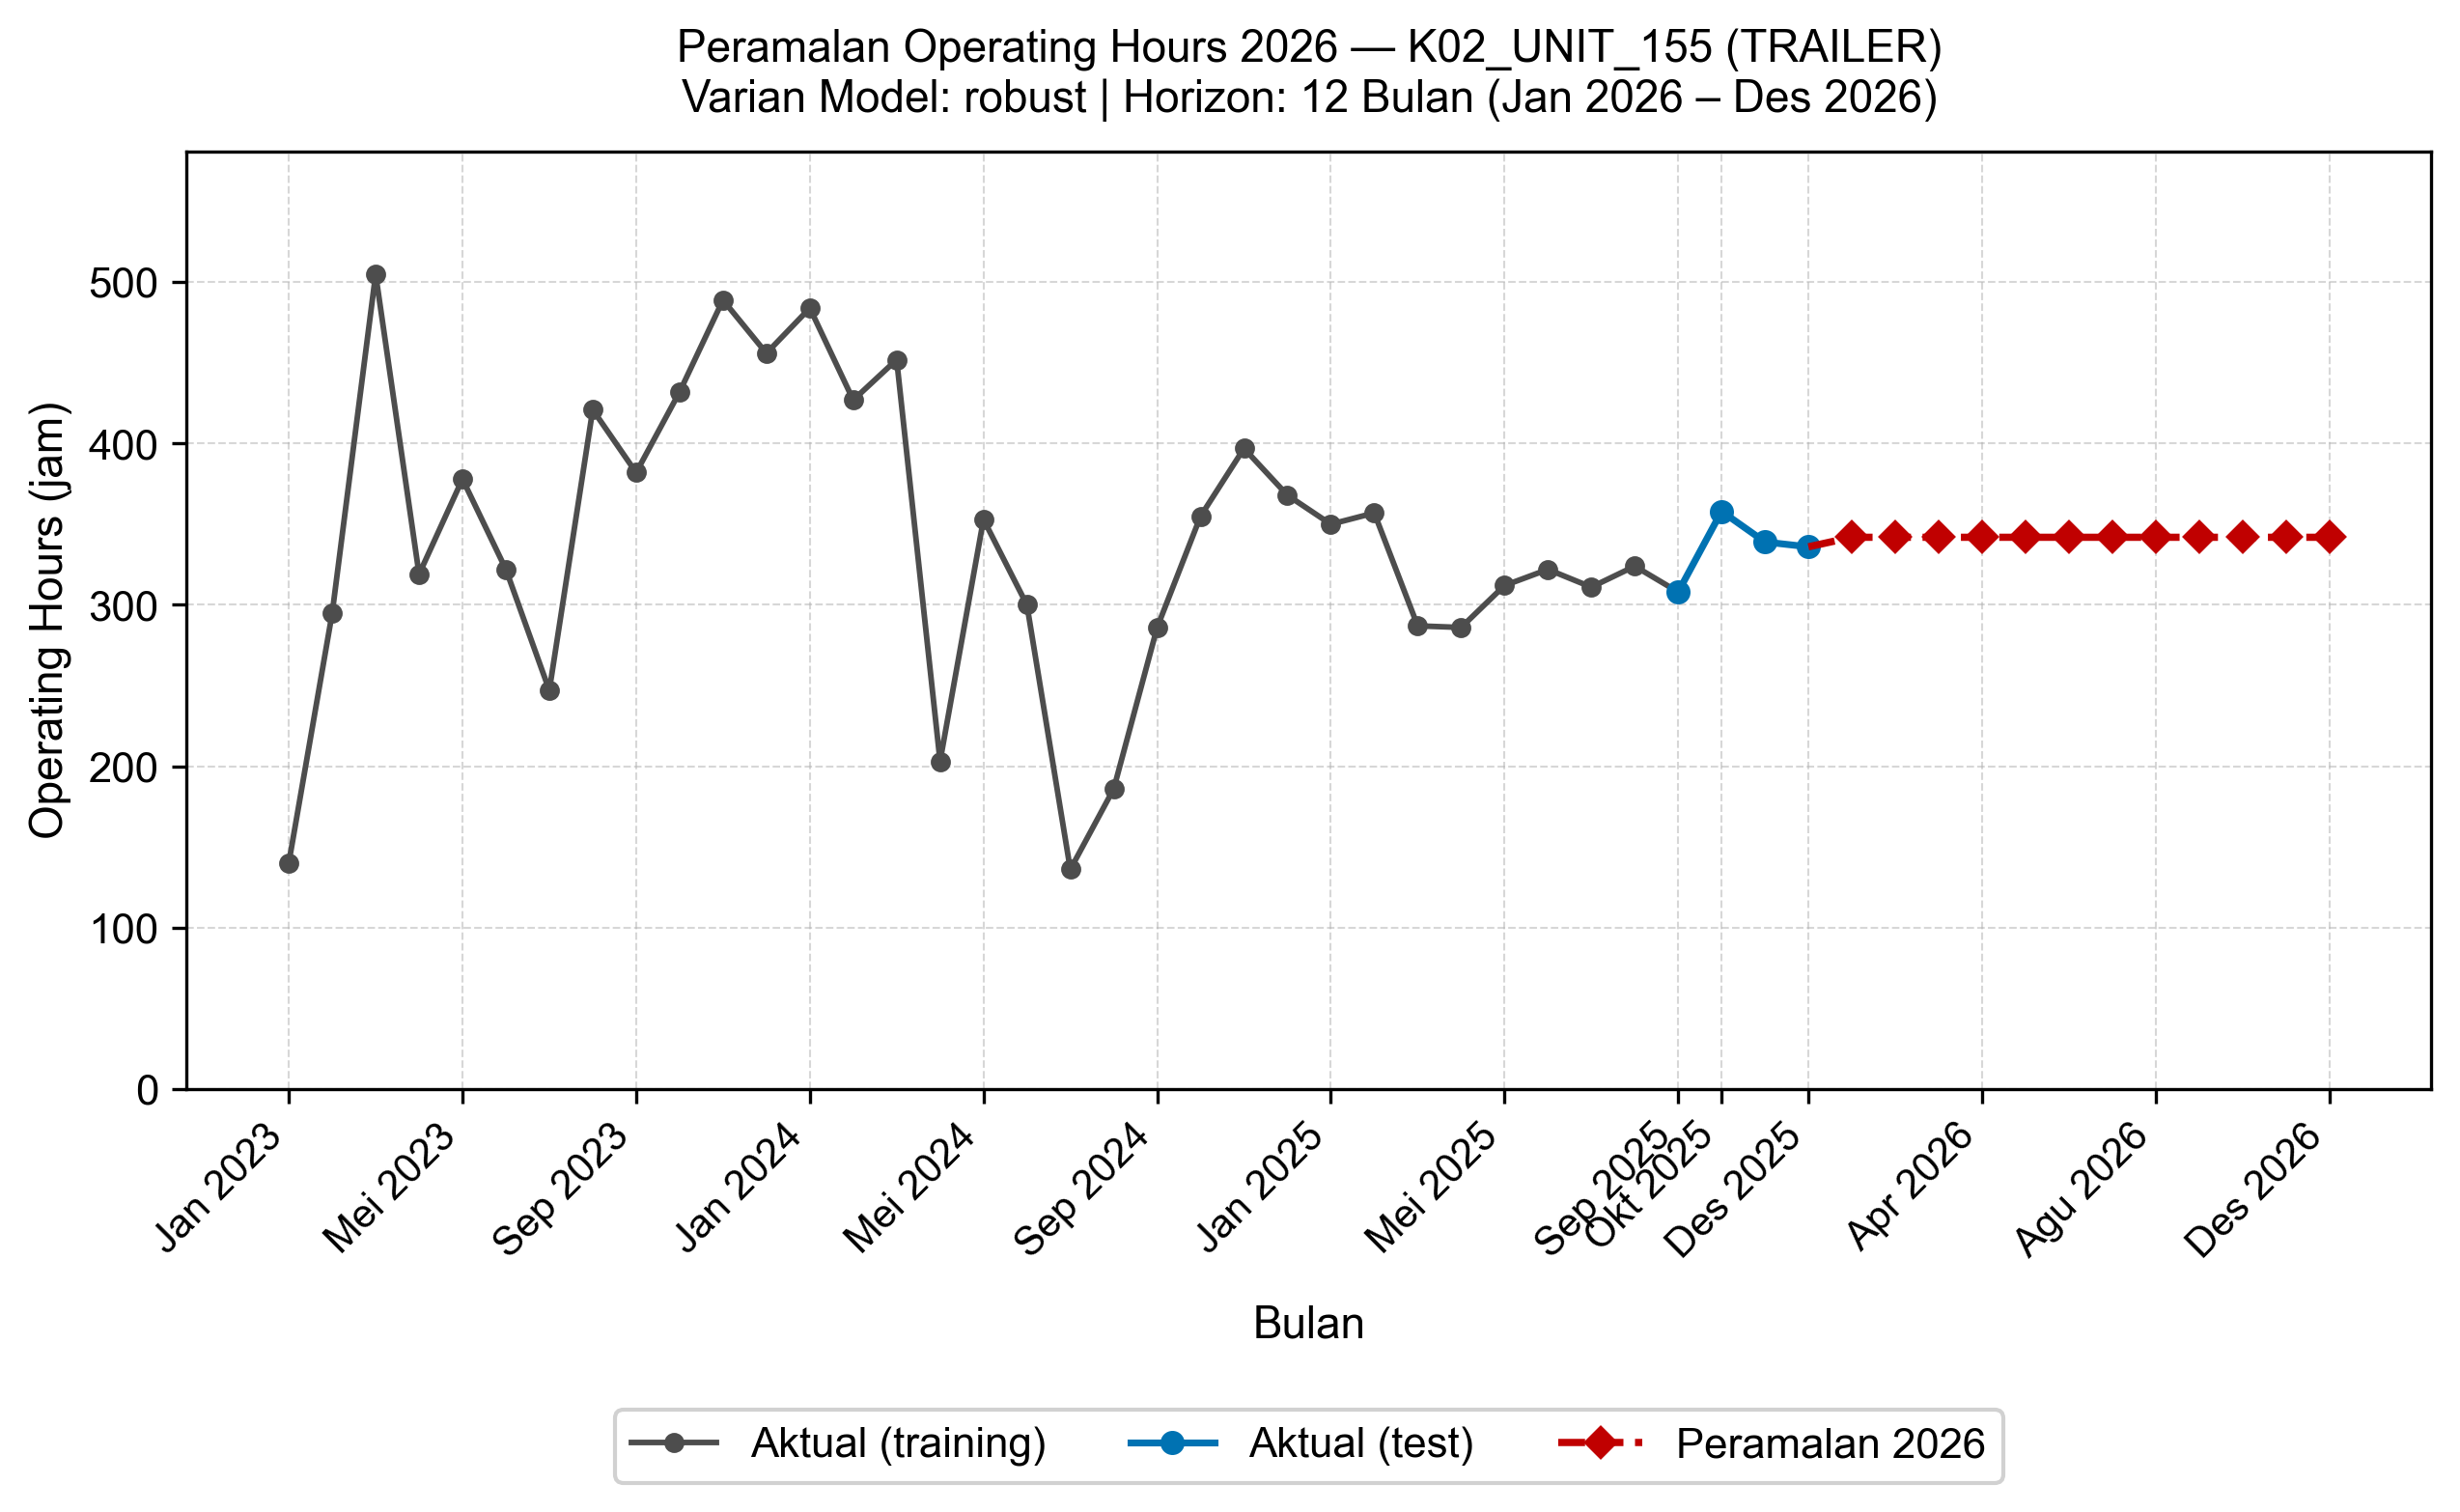 Peramalan Operating Hours 2026 — K02_UNIT_155 (TRAILER)
Varian Model: robust | Horizon: 12 Bulan (Jan 2026 – Des 2026)
Operating Hours (jam)
500
400
300
200
100
0
Jan 2023
Mei 2023
Sep 2023
Jan 2024
Mei 2024
Sep 2024
Jan 2025
Mei 2025
Sep 2025
Okt 2025
Des 2025
Apr 2026
Agu 2026
Des 2026
Bulan
Aktual (training)
Aktual (test)
Peramalan 2026